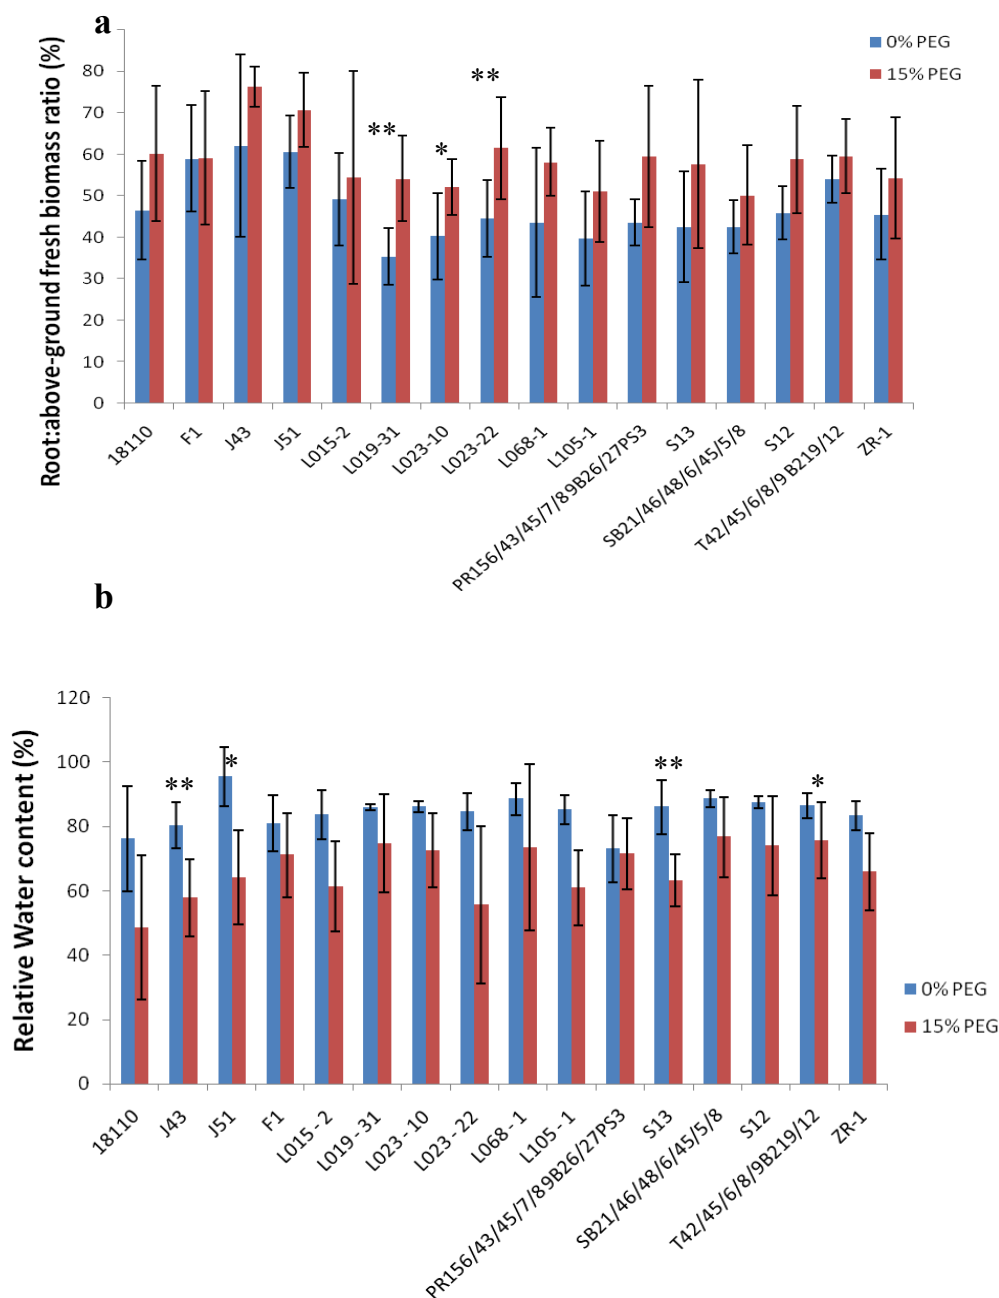 a
Root:above-ground fresh biomass ratio (%)
80
70
60
50
40
30
20
10
0
0% PEG
15% PEG
**
*
**
18110
F1
J43
J51
L015-2
L019-31
L023-10
L023-22
L068-1
L105-1
PR156/43/45/7/89B26/27PS3
S13
SB21/46/48/6/45/5/8
S12
T42/45/6/8/9 B219/12
ZR-1
b
Relative Water content (%)
120
100
80
60
40
20
0
**
*
**
*
0% PEG
15% PEG
18110
J43
J51
F1
L015 - 2
L019 - 31
L023 - 10
L023 - 22
L068 - 1
L105 - 1
PR156/43/45/7/89B26/27PS3
S13
SB21/46/48/6/45/5/8
S12
T42/45/6/8/9B219/12
ZR-1